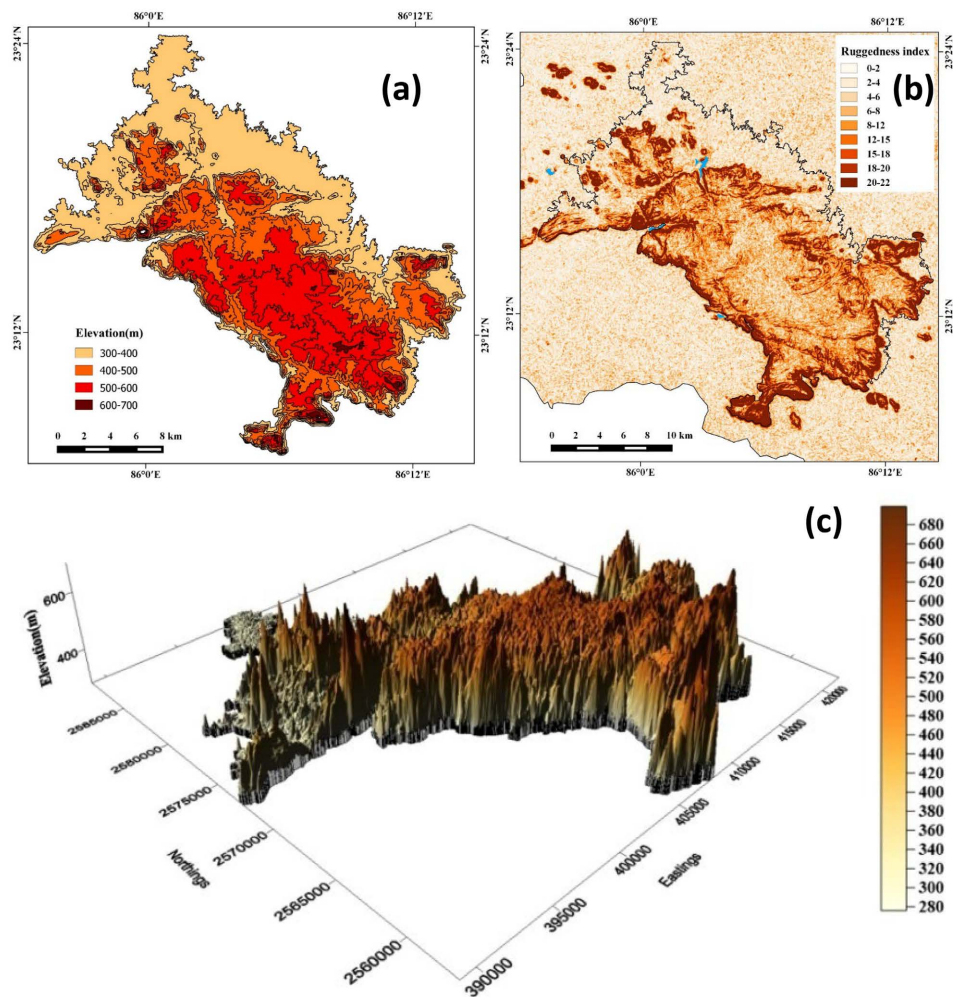 86°0′E 86°12′E
23°24′N
23°12′N
(a)
Elevation(m)
300-400
400-500
500-600
600-700
0 2 4 6 8 km
23°24′N
23°12′N
86°0′E 86°12′E
86°0′E 86°12′E
23°24′N
23°12′N
(b)
Ruggedness index
0-2
2-4
4-6
6-8
8-12
12-15
15-18
18-20
20-22
0 2 4 6 8 10 km
23°24′N
23°12′N
86°0′E 86°12′E
(c)
Elevation(m)
600
400
2585000
2580000
2575000
2570000
2565000
2560000
Northings
390000
395000
400000
405000
410000
415000
420000
Eastings
680
660
640
620
600
580
560
540
520
500
480
460
440
420
400
380
360
340
320
300
280